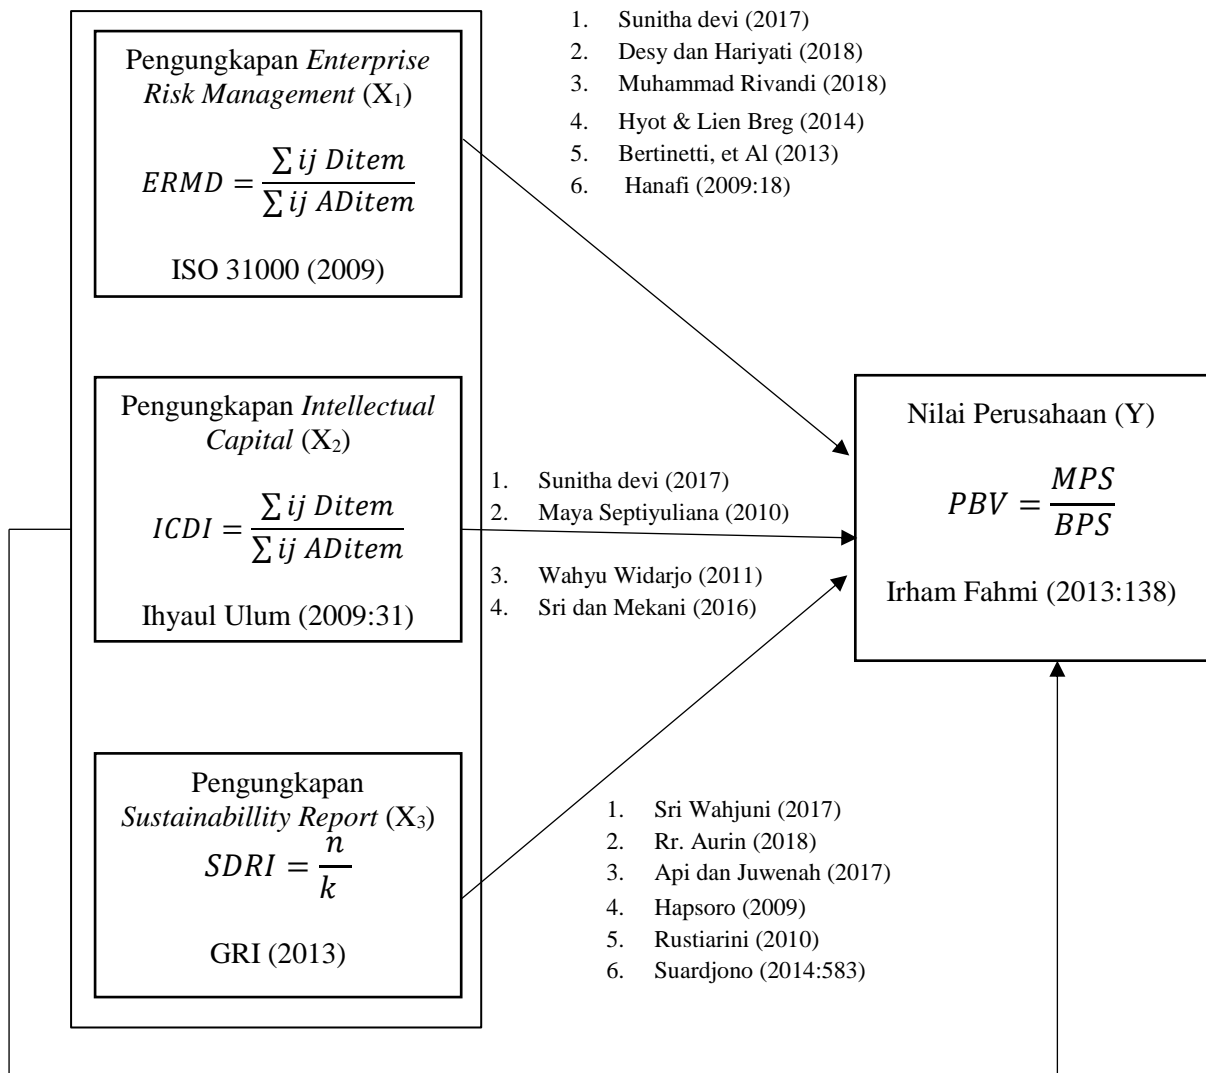 Pengungkapan Enterprise
Risk Management (X₁)
ERMD = ∑ ij Ditem / ∑ ij ADitem
ISO 31000 (2009)
1. Sunitha devi (2017)
2. Desy dan Hariyati (2018)
3. Muhammad Rivandi (2018)
4. Hyot & Lien Breg (2014)
5. Bertinetti, et Al (2013)
6. Hanafi (2009:18)
Pengungkapan Intellectual
Capital (X₂)
ICDI = ∑ ij Ditem / ∑ ij ADitem
Ihyaul Ulum (2009:31)
1. Sunitha devi (2017)
2. Maya Septiyuliana (2010)
3. Wahyu Widarjo (2011)
4. Sri dan Mekani (2016)
Nilai Perusahaan (Y)
PBV = MPS / BPS
Irham Fahmi (2013:138)
Pengungkapan
Sustainabillity Report (X₃)
SDRI = n / k
GRI (2013)
1. Sri Wahjuni (2017)
2. Rr. Aurin (2018)
3. Api dan Juwenah (2017)
4. Hapsoro (2009)
5. Rustiarini (2010)
6. Suardjono (2014:583)